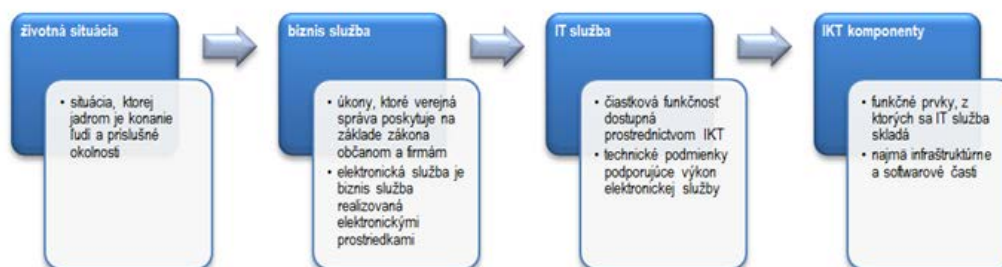 životná situácia
• situácia, ktorej
jadrom je konanie
ľudí a príslušné
okolnosti
biznis služba
• úkony, ktoré verejná
správa poskytuje na
základe zákona
občanom a firmám
• elektronická služba je
biznis služba
realizovaná
elektronickými
prostriedkami
IT služba
• čiastková funkčnosť
dostupná
prostredníctvom IKT
• technické podmienky
podporujúce výkon
elektronickej služby
IKT komponenty
• funkčné prvky, z
ktorých sa IT služba
skladá
• najmä infraštruktúrne
a softwarové časti